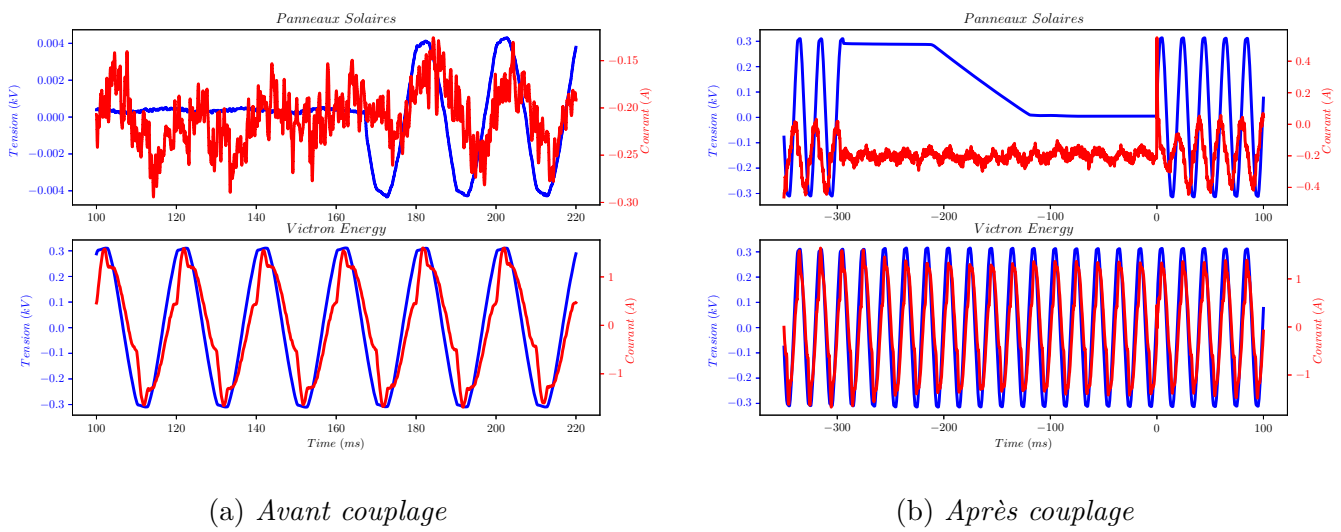 Panneaux Solaires
0.004
0.002
0.000
−0.002
−0.004
Tension (kV)
−0.15
−0.20
−0.25
−0.30
Courant (A)
100 120 140 160 180 200 220
Victron Energy
0.3
0.2
0.1
0.0
−0.1
−0.2
−0.3
Tension (kV)
1
0
−1
Courant (A)
100 120 140 160 180 200 220
Time (ms)
(a) Avant couplage
Panneaux Solaires
0.3
0.2
0.1
0.0
−0.1
−0.2
−0.3
Tension (kV)
0.4
0.2
0.0
−0.2
−0.4
Courant (A)
−300 −200 −100 0 100
Victron Energy
0.3
0.2
0.1
0.0
−0.1
−0.2
−0.3
Tension (kV)
1
0
−1
Courant (A)
−300 −200 −100 0 100
Time (ms)
(b) Après couplage